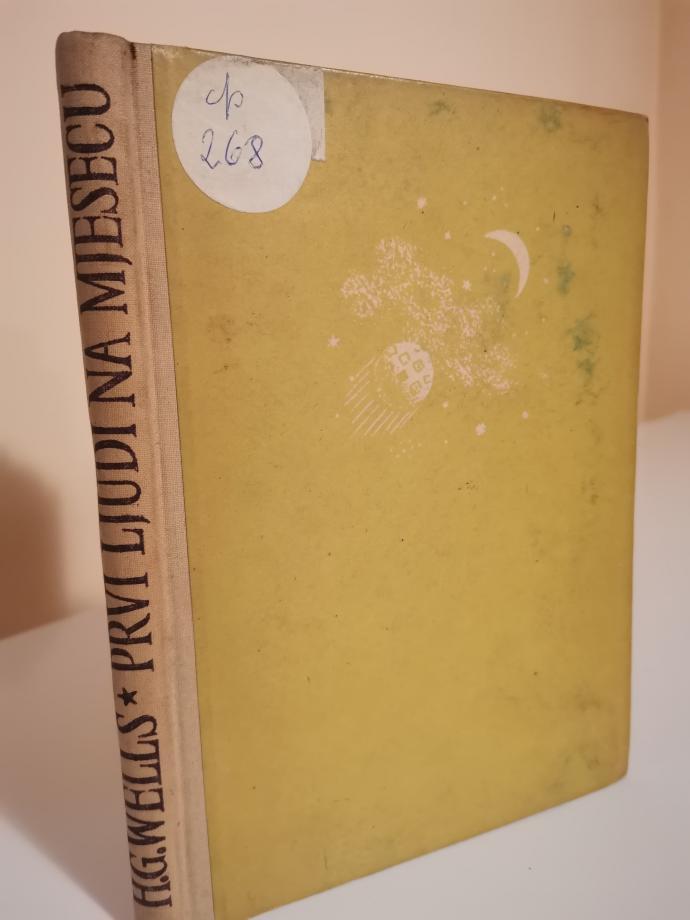 H.G.WELLS ★ PRVI LJUDI NA MJESECU
ф
268